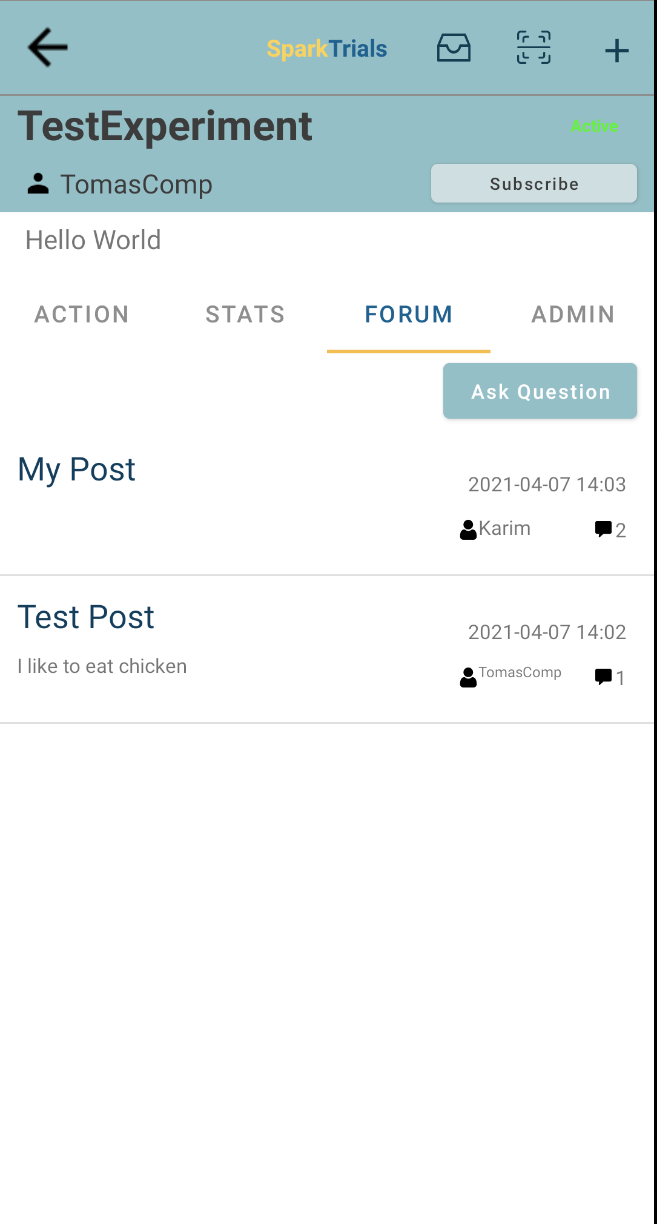 SparkTrials
TestExperiment
Active
TomasComp
Subscribe
Hello World
ACTION STATS FORUM ADMIN
Ask Question
My Post
2021-04-07 14:03
Karim 2
Test Post
2021-04-07 14:02
I like to eat chicken
TomasComp 1